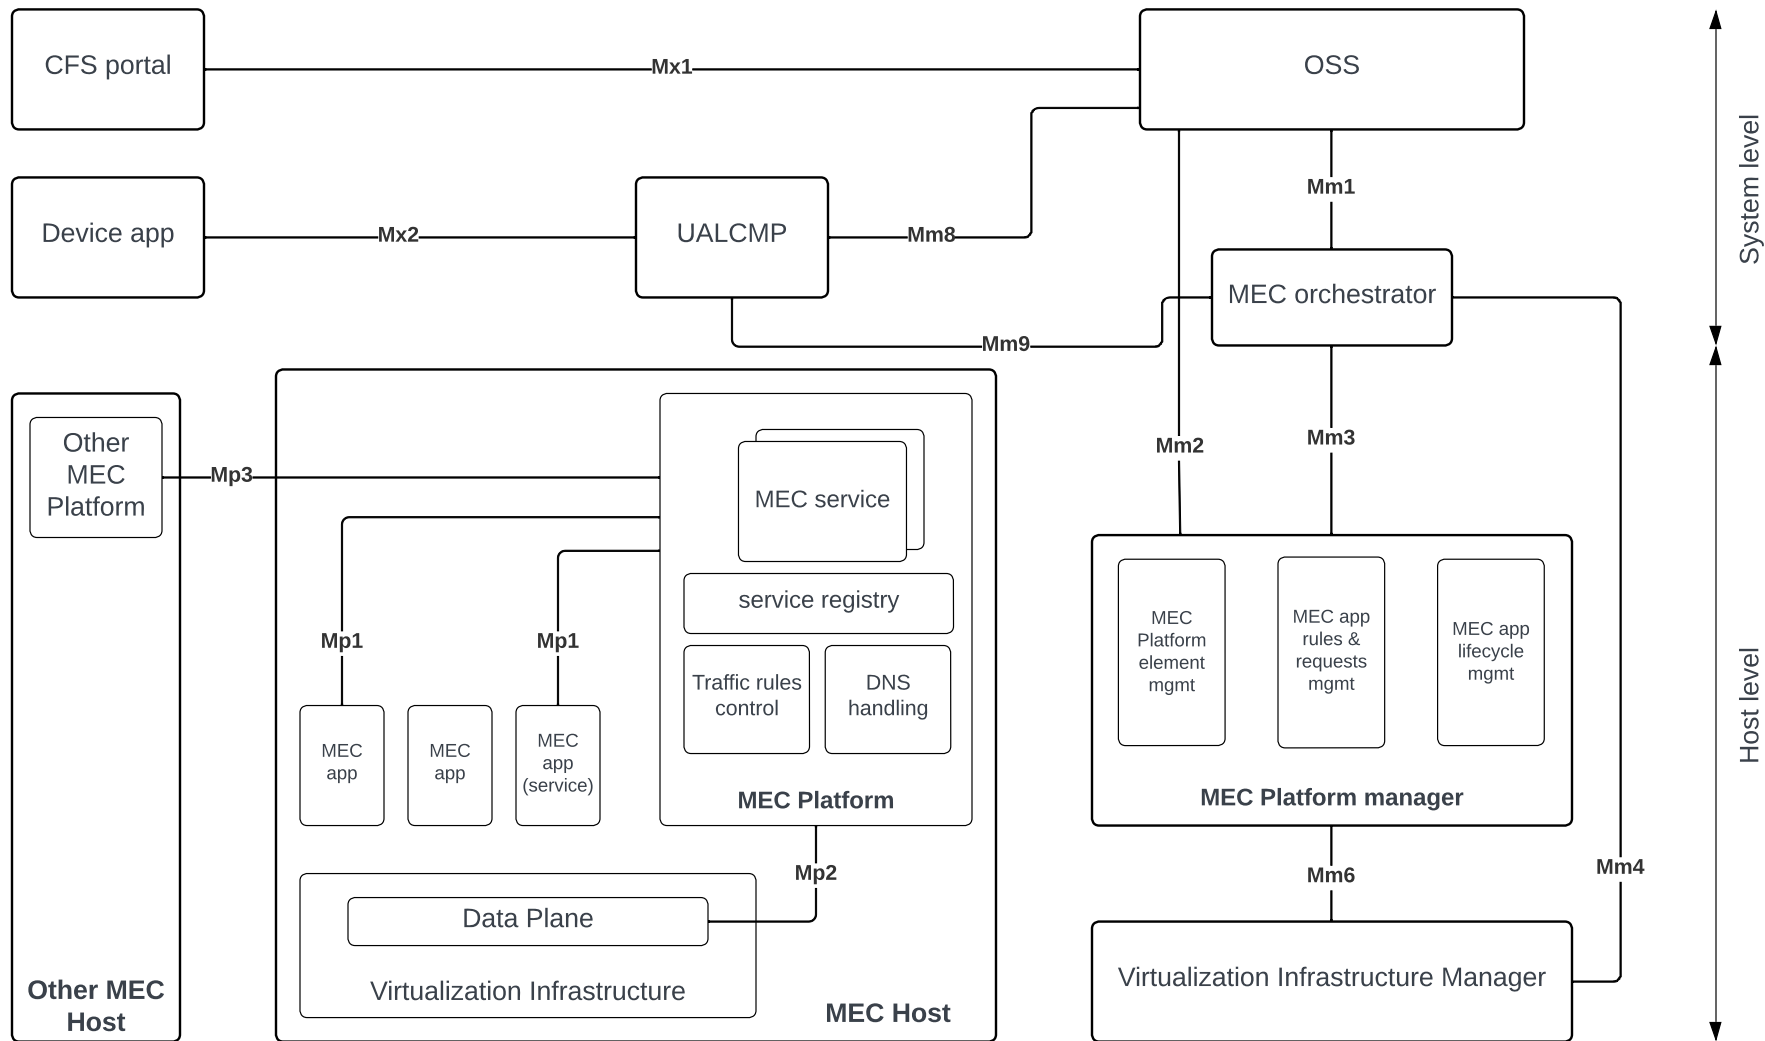 CFS portal
Mx1
OSS
System level
Device app
Mx2
UALCMP
Mm8
Mm1
MEC orchestrator
Mm9
Other
MEC
Platform
Mp3
MEC service
Mm2
Mm3
service registry
Mp1
Mp1
Traffic rules
control
DNS
handling
MEC
app
MEC
app
MEC
app
(service)
MEC Platform
MEC
Platform
element
mgmt
MEC app
rules &
requests
mgmt
MEC app
lifecycle
mgmt
MEC Platform manager
Host level
Mp2
Mm6
Mm4
Data Plane
Virtualization Infrastructure
Virtualization Infrastructure Manager
Other MEC
Host
MEC Host